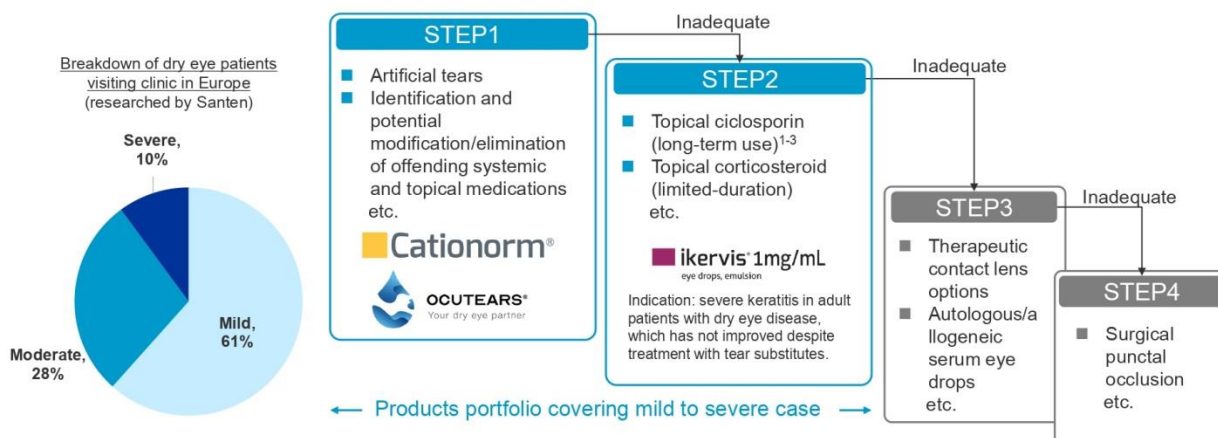 Breakdown of dry eye patients
visiting clinic in Europe
(researched by Santen)
Severe,
10%
Moderate,
28%
Mild,
61%
STEP1
Artificial tears
Identification and
potential
modification/elimination
of offending systemic
and topical medications
etc.
Cationorm®
OCUTEARS®
Your dry eye partner
Inadequate
STEP2
Topical ciclosporin
(long-term use)1-3
Topical corticosteroid
(limited-duration)
etc.
ikervis® 1mg/mL
eye drops, emulsion
Indication: severe keratitis in adult
patients with dry eye disease,
which has not improved despite
treatment with tear substitutes.
Products portfolio covering mild to severe case
Inadequate
STEP3
Therapeutic
contact lens
options
Autologous/a
llogeneic
serum eye
drops
etc.
Inadequate
STEP4
Surgical
punctal
occlusion
etc.